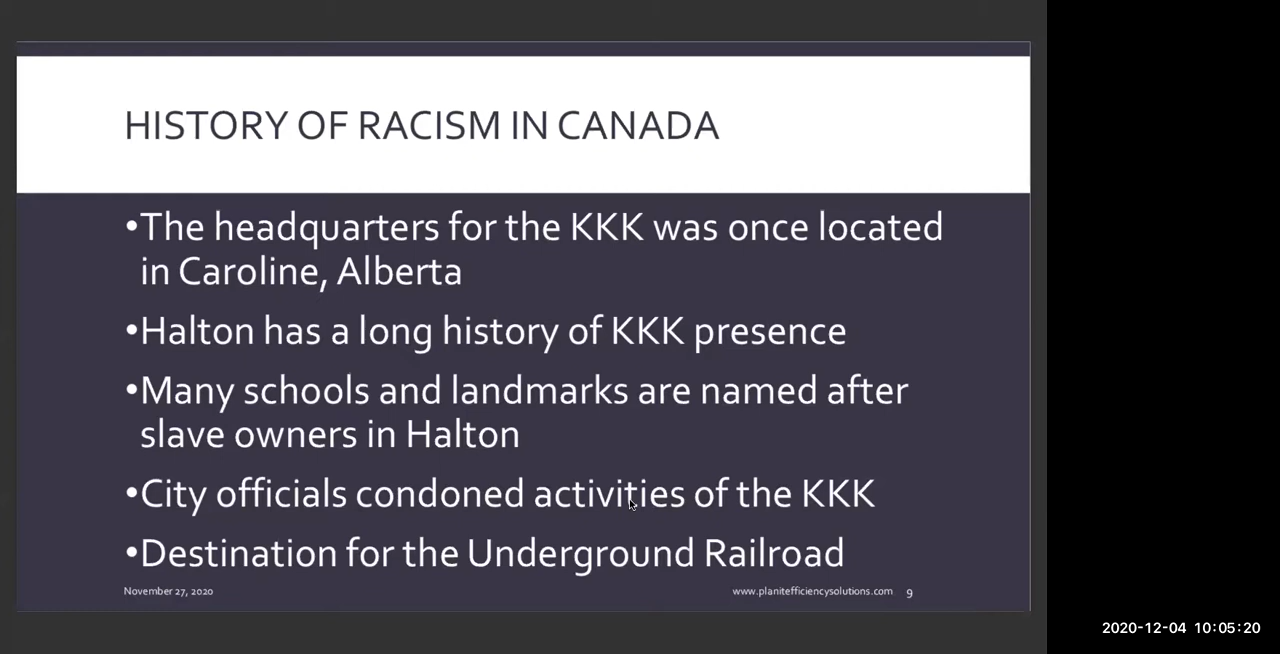 HISTORY OF RACISM IN CANADA
•The headquarters for the KKK was once located
in Caroline, Alberta
•Halton has a long history of KKK presence
•Many schools and landmarks are named after
slave owners in Halton
•City officials condoned activities of the KKK
•Destination for the Underground Railroad
November 27, 2020
www.planitefficiencysolutions.com 9
2020-12-04 10:05:20